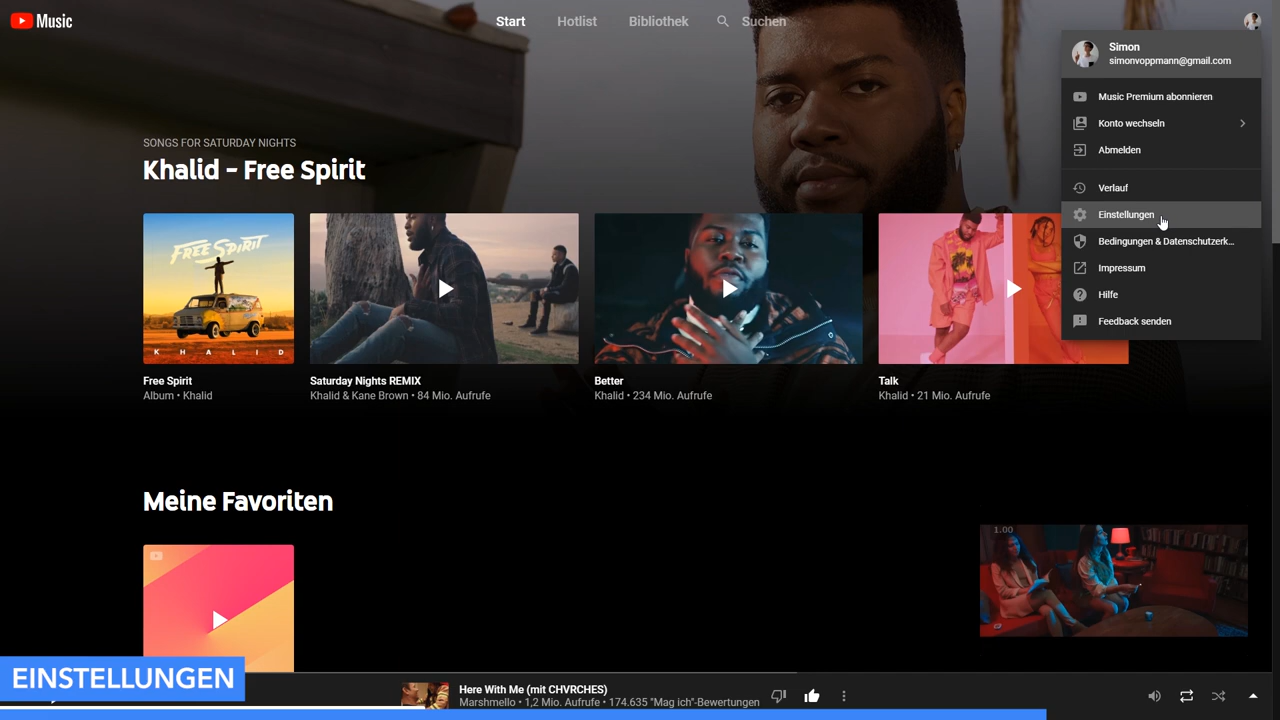 Music
Start
Hotlist
Bibliothek
Suchen
Simon
simonvoppmann@gmail.com
Music Premium abonnieren
Konto wechseln
Abmelden
Verlauf
Einstellungen
Bedingungen & Datenschutzerk...
Impressum
Hilfe
Feedback senden
SONGS FOR SATURDAY NIGHTS
Khalid - Free Spirit
FREE SPIRIT
KHALID
Free Spirit
Album • Khalid
Saturday Nights REMIX
Khalid & Kane Brown • 84 Mio. Aufrufe
Better
Khalid • 234 Mio. Aufrufe
Talk
Khalid • 21 Mio. Aufrufe
Meine Favoriten
1.00
EINSTELLUNGEN
Here With Me (mit CHVRCHES)
Marshmello • 1,2 Mio. Aufrufe • 174.635 "Mag ich"-Bewertungen